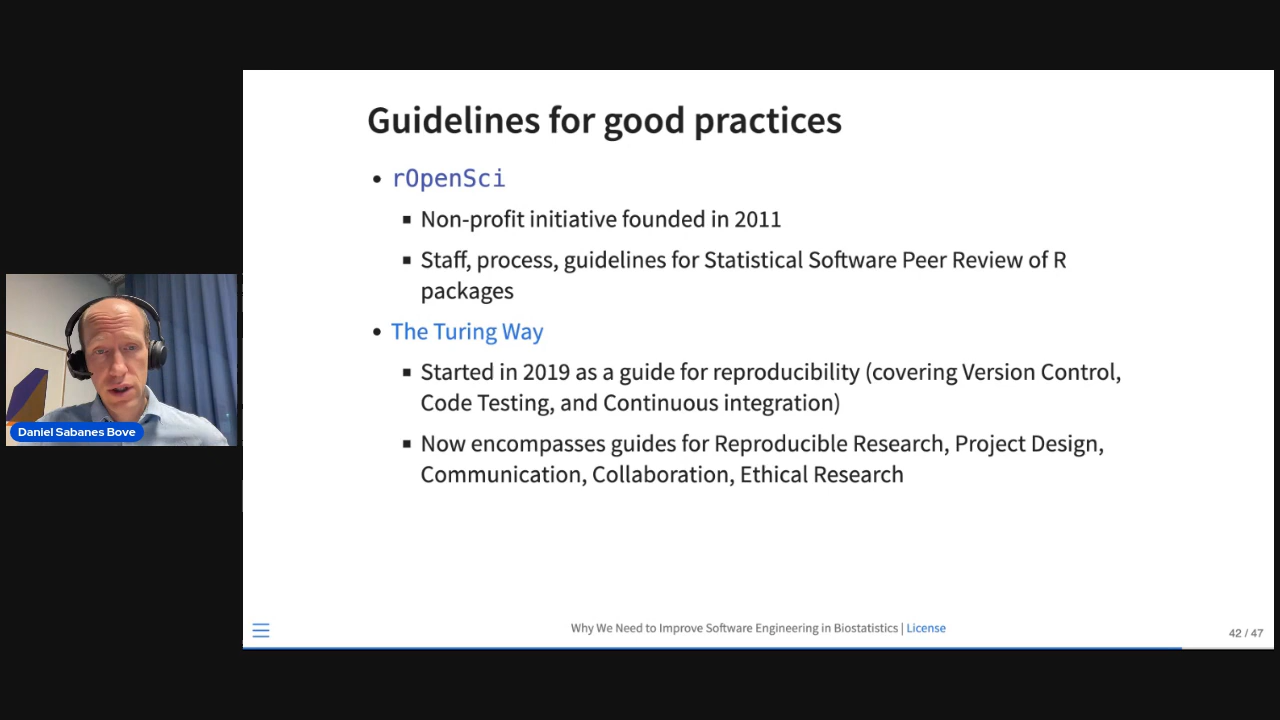 Guidelines for good practices
rOpenSci
Non-profit initiative founded in 2011
Staff, process, guidelines for Statistical Software Peer Review of R
packages
The Turing Way
Started in 2019 as a guide for reproducibility (covering Version Control,
Code Testing, and Continuous integration)
Now encompasses guides for Reproducible Research, Project Design,
Communication, Collaboration, Ethical Research
Daniel Sabanes Bove
Why We Need to Improve Software Engineering in Biostatistics | License
42 / 47